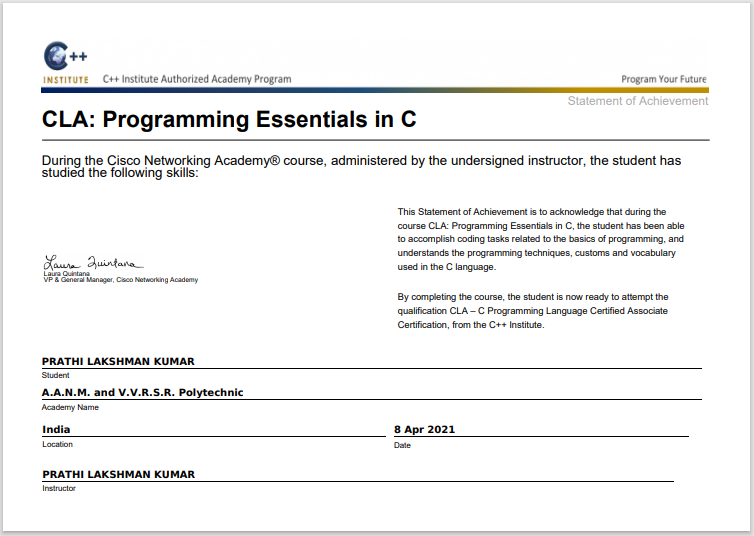 C++
INSTITUTE
C++ Institute Authorized Academy Program
Program Your Future
Statement of Achievement
CLA: Programming Essentials in C
During the Cisco Networking Academy® course, administered by the undersigned instructor, the student has
studied the following skills:
This Statement of Achievement is to acknowledge that during the
course CLA: Programming Essentials in C, the student has been able
to accomplish coding tasks related to the basics of programming, and
understands the programming techniques, customs and vocabulary
used in the C language.
Laura Quintana
Laura Quintana
VP & General Manager, Cisco Networking Academy
By completing the course, the student is now ready to attempt the
qualification CLA – C Programming Language Certified Associate
Certification, from the C++ Institute.
PRATHI LAKSHMAN KUMAR
Student
A.A.N.M. and V.V.R.S.R. Polytechnic
Academy Name
India
Location
8 Apr 2021
Date
PRATHI LAKSHMAN KUMAR
Instructor